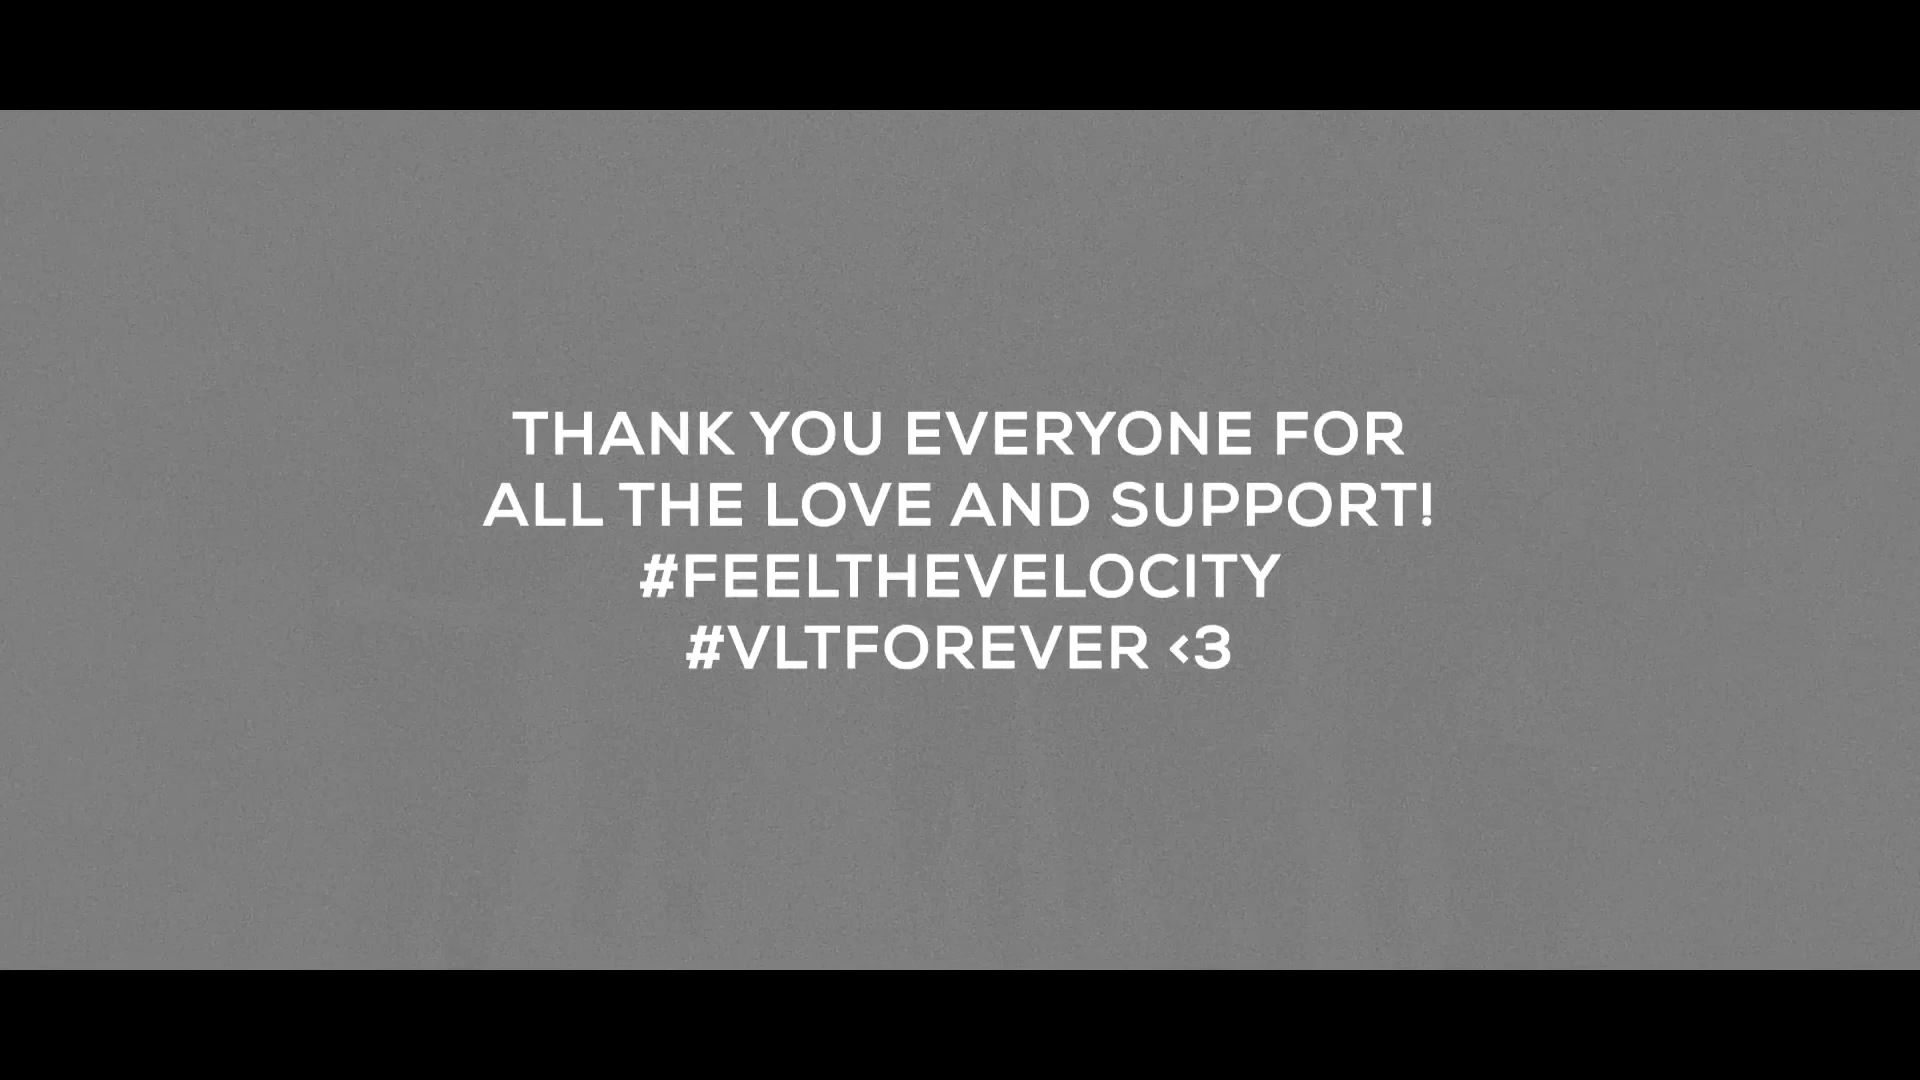 THANK YOU EVERYONE FOR
ALL THE LOVE AND SUPPORT!
#FEELTHEVELOCITY
#VLTFOREVER <3